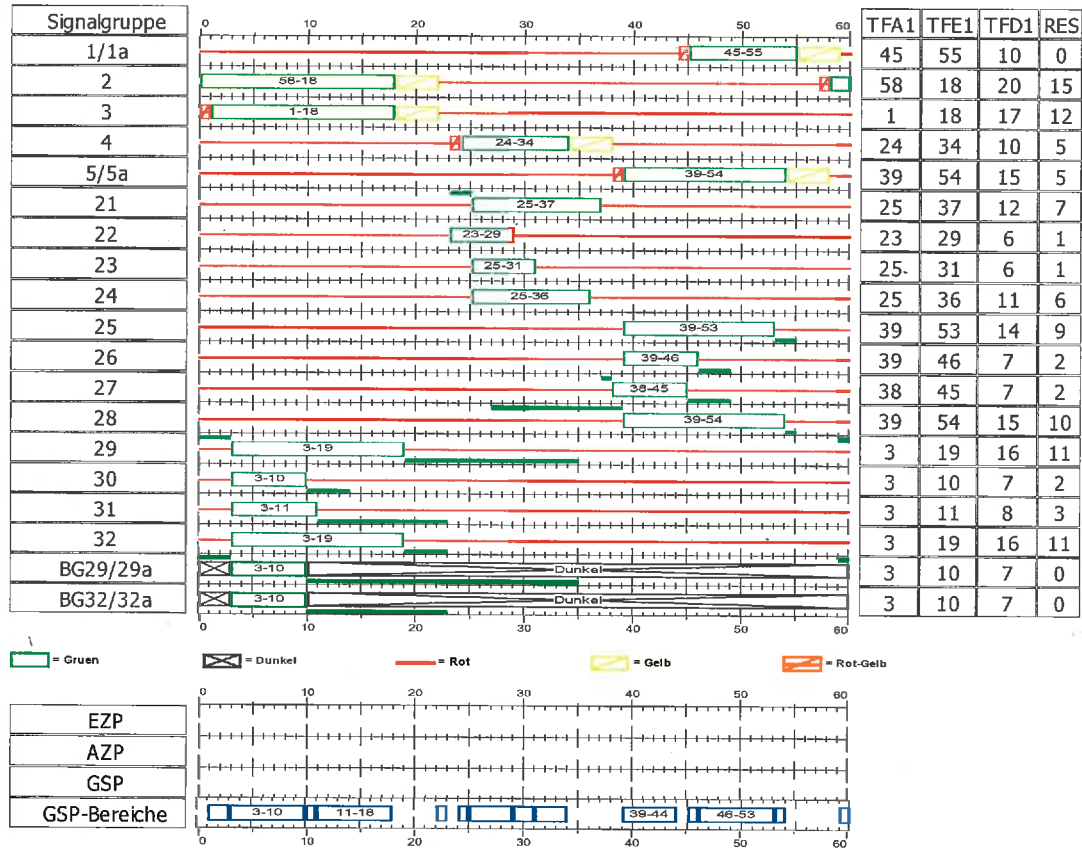 Signalgruppe 0 10 20 30 40 50 60 TFA1 TFE1 TFD1 RES
1/1a 45-55 45 55 10 0
2 58-18 58 18 20 15
3 1-18 1 18 17 12
4 24-34 24 34 10 5
5/5a 39-54 39 54 15 5
21 25-37 25 37 12 7
22 23-29 23 29 6 1
23 25-31 25 31 6 1
24 25-36 25 36 11 6
25 39-53 39 53 14 9
26 39-46 39 46 7 2
27 38-45 38 45 7 2
28 39-54 39 54 15 10
29 3-19 3 19 16 11
30 3-10 3 10 7 2
31 3-11 3 11 8 3
32 3-19 3 19 16 11
BG29/29a 3-10 Dunkel 3 10 7 0
BG32/32a 3-10 Dunkel 3 10 7 0
0 10 20 30 40 50 60
= Gruen = Dunkel = Rot = Gelb = Rot-Gelb
0 10 20 30 40 50 60
EZP
AZP
GSP
GSP-Bereiche 3-10 11-18 39-44 46-53
0 10 20 30 40 50 60